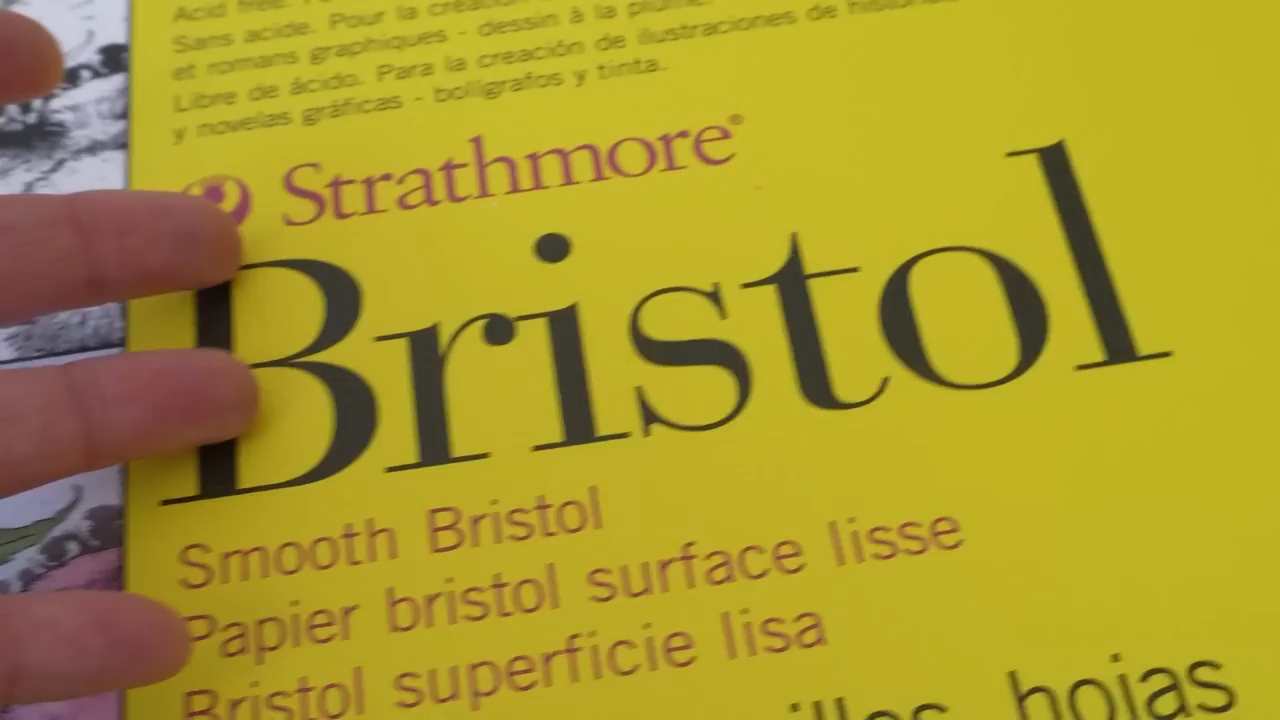 Acid free.
Sans acide. Pour la création
et romans graphiques - dessin à la plume.
Libre de ácido. Para la creación de ilustraciones de
y novelas gráficas - bolígrafos y tinta.
Strathmore®
Bristol
Smooth Bristol
Papier bristol surface lisse
Bristol superficie lisa
hojas